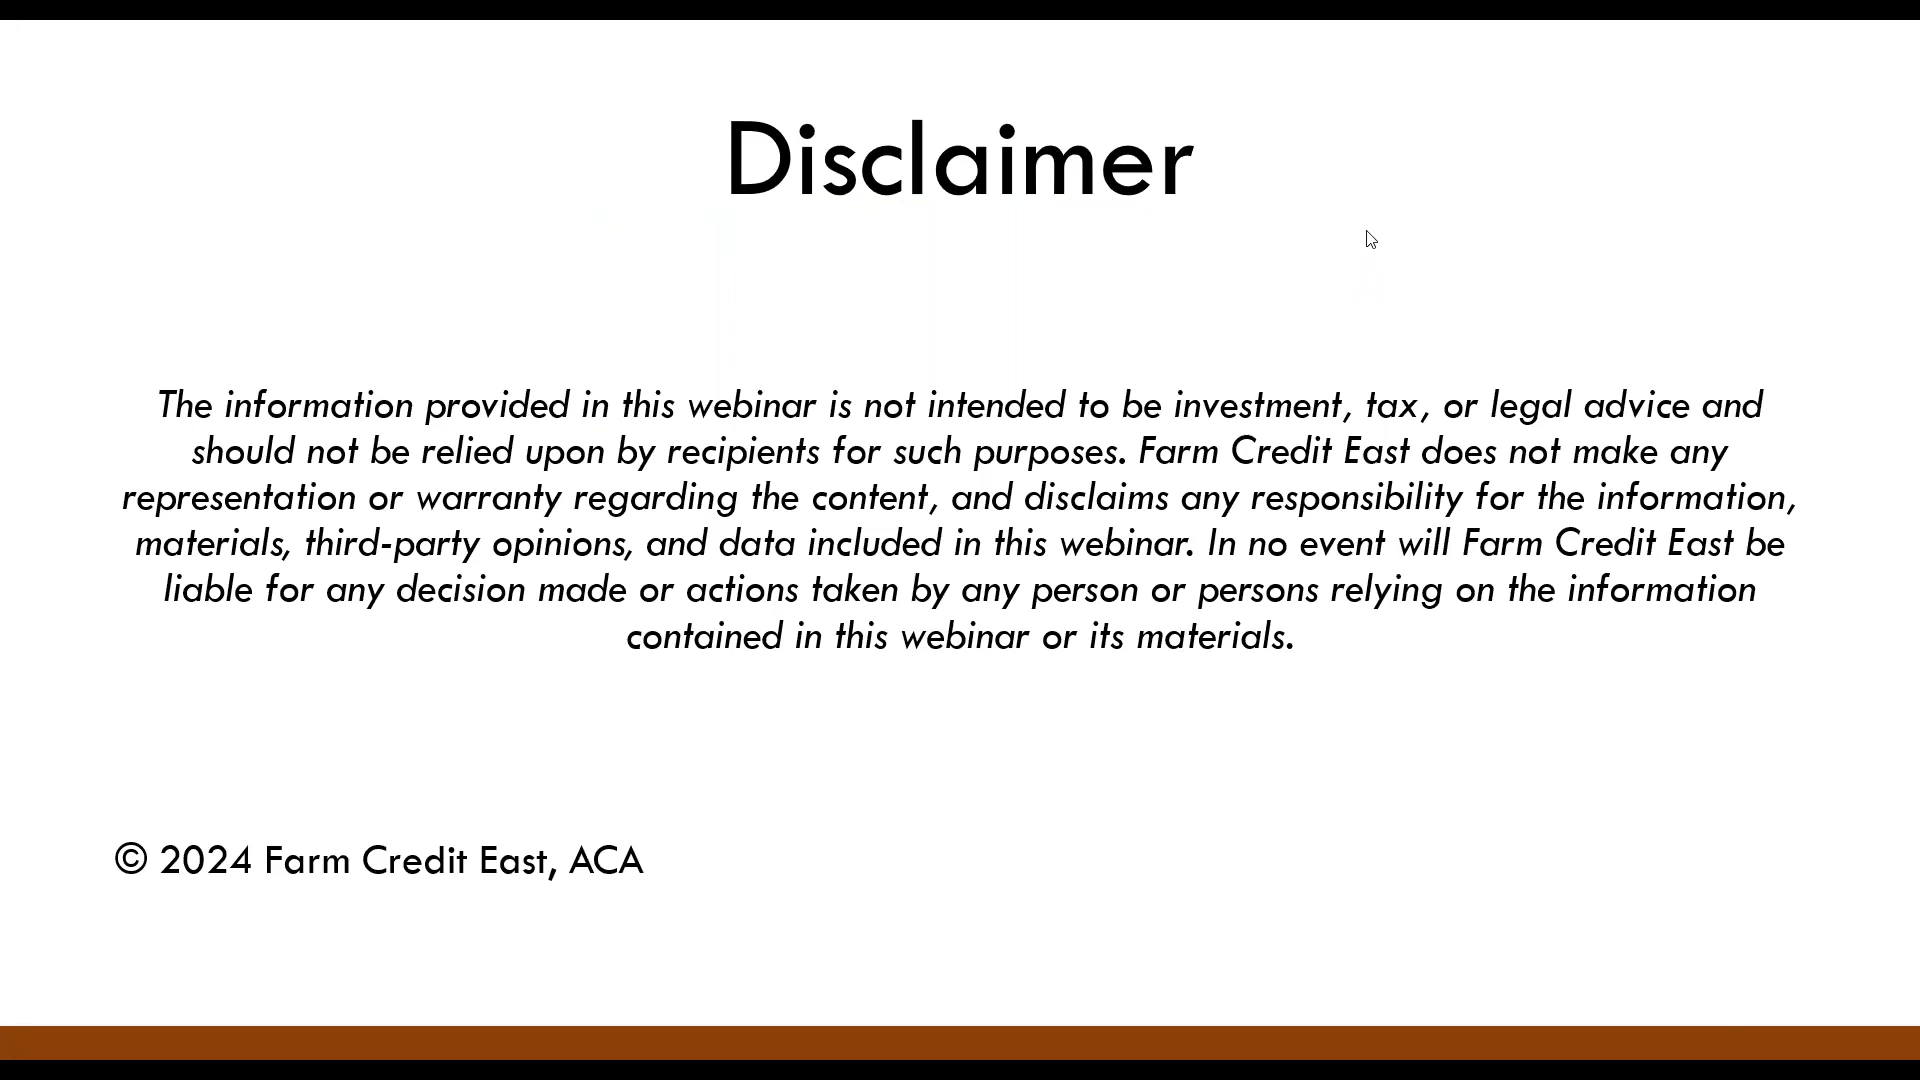 Disclaimer
The information provided in this webinar is not intended to be investment, tax, or legal advice and
should not be relied upon by recipients for such purposes. Farm Credit East does not make any
representation or warranty regarding the content, and disclaims any responsibility for the information,
materials, third-party opinions, and data included in this webinar. In no event will Farm Credit East be
liable for any decision made or actions taken by any person or persons relying on the information
contained in this webinar or its materials.
© 2024 Farm Credit East, ACA